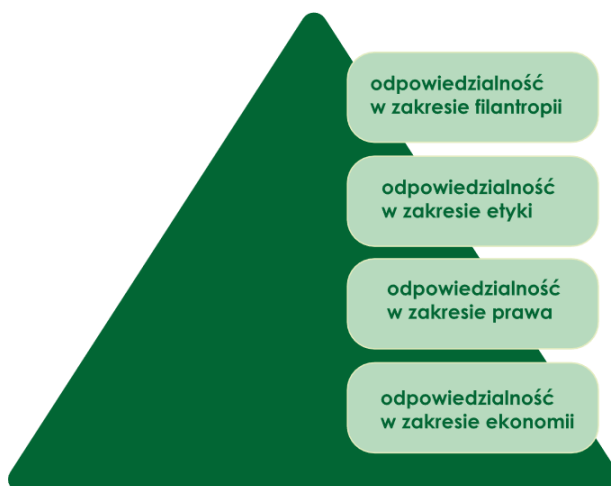 odpowiedzialność
w zakresie filantropii
odpowiedzialność
w zakresie etyki
odpowiedzialność
w zakresie prawa
odpowiedzialność
w zakresie ekonomii